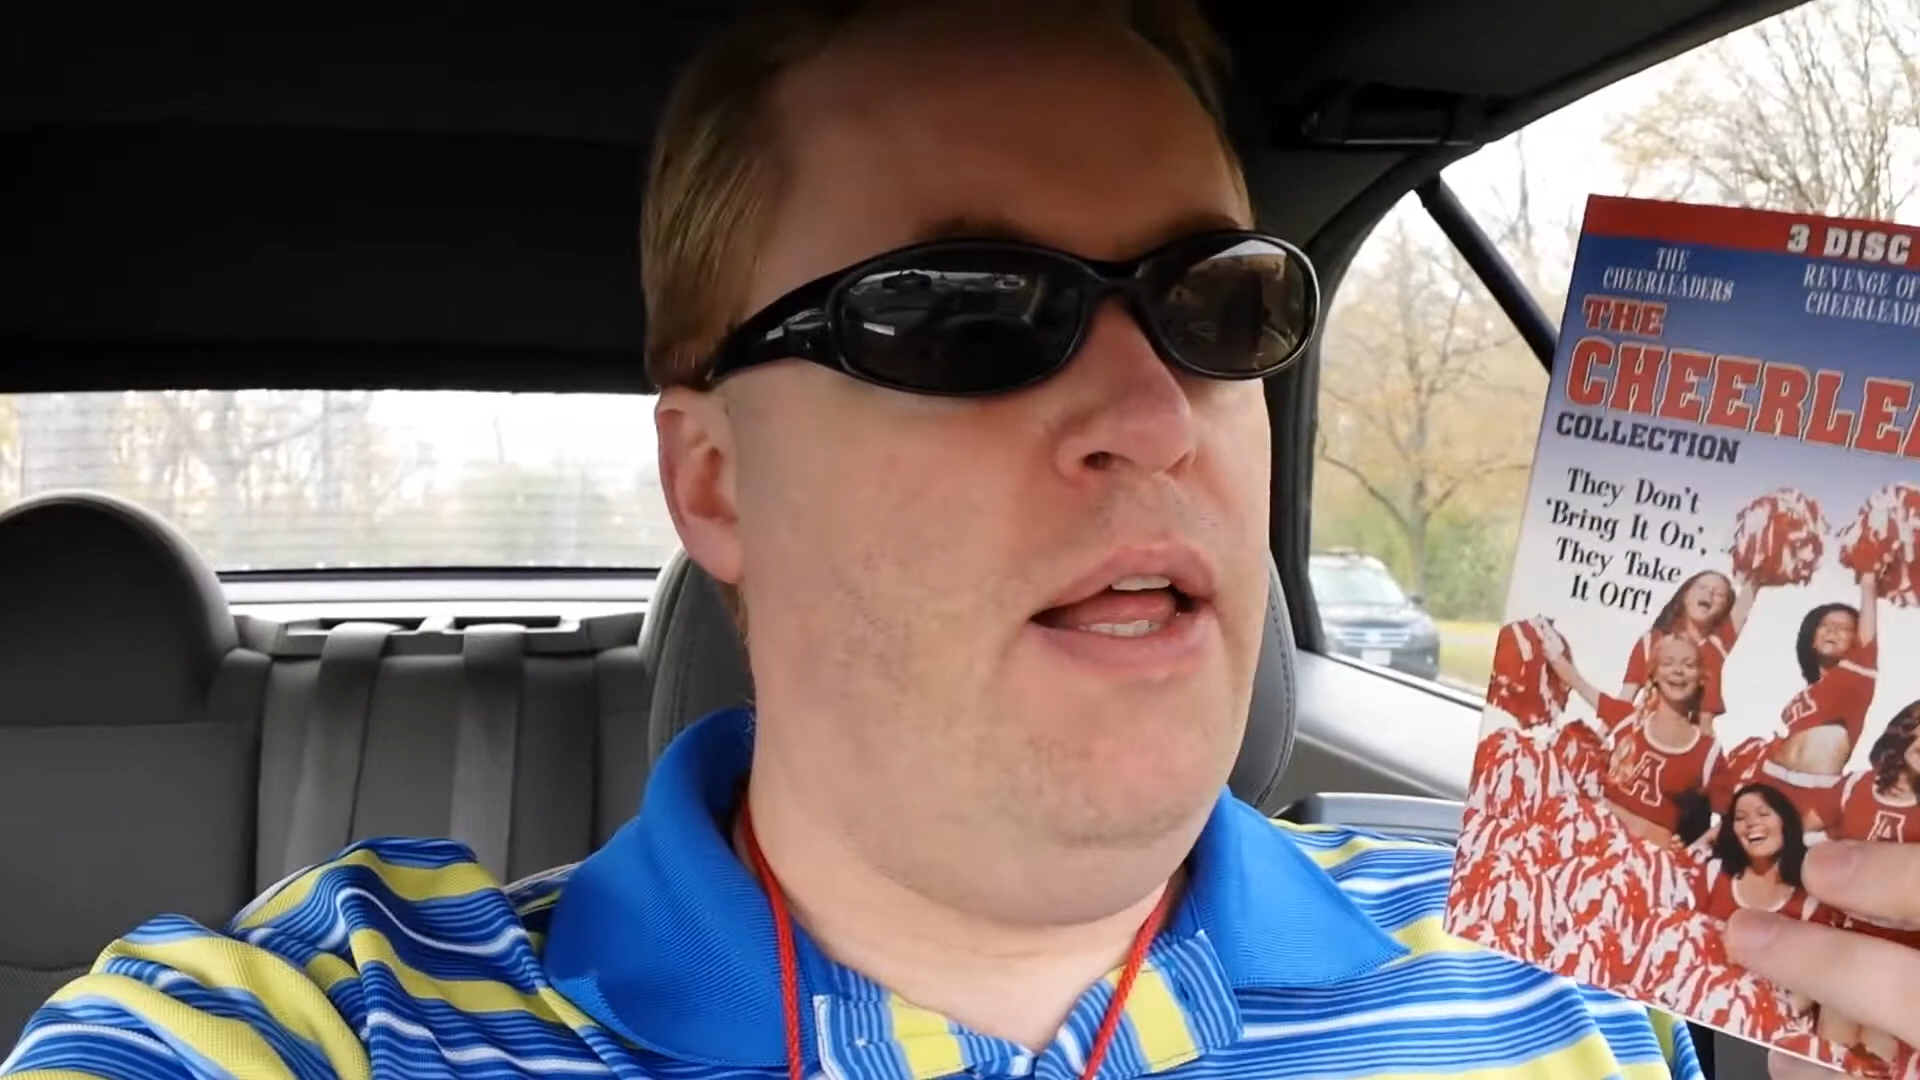 3 DISC
THE
CHEERLEADERS
REVENGE OF
THE
COLLECTION
They Don't
'Bring It On',
They Take
It Off!
A
A
A